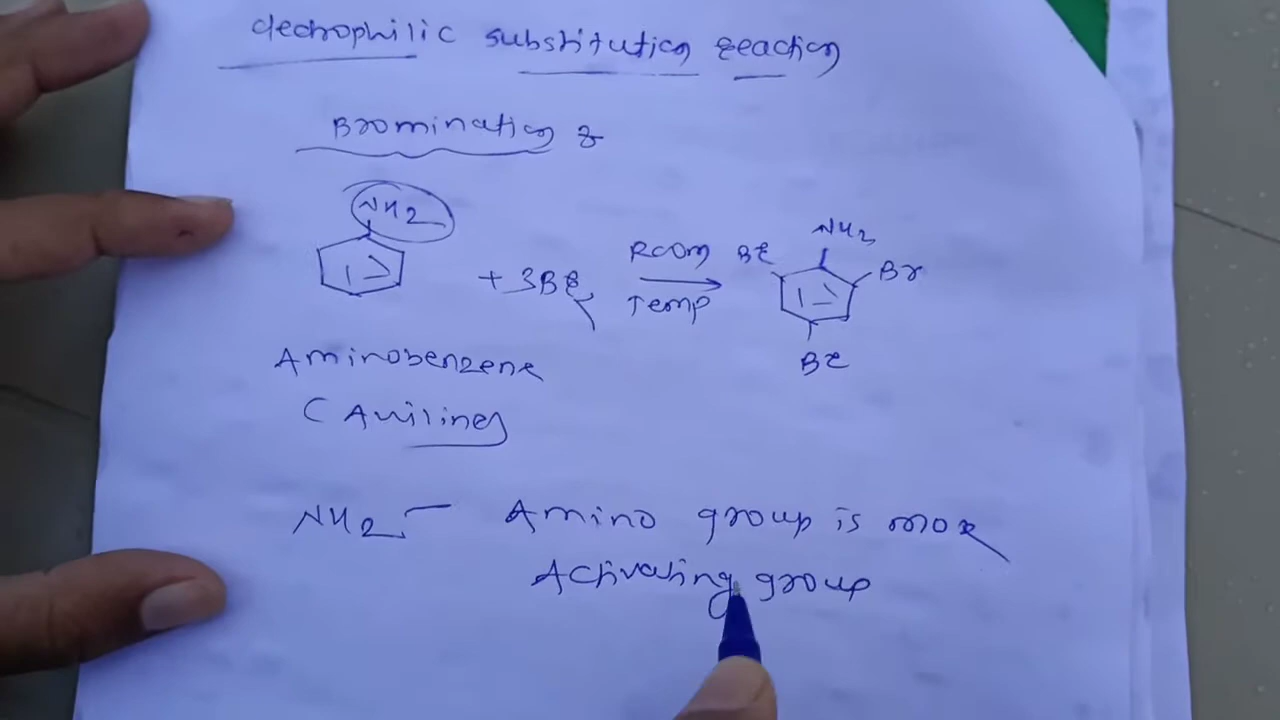 Electrophilic substitution reaction
Bromination :
NH2
+ 3Br2
Room
Temp
NH2
Br
Br
Br
Aminobenzene
( Aniline)
NH2 - Amino group is more
Activating group